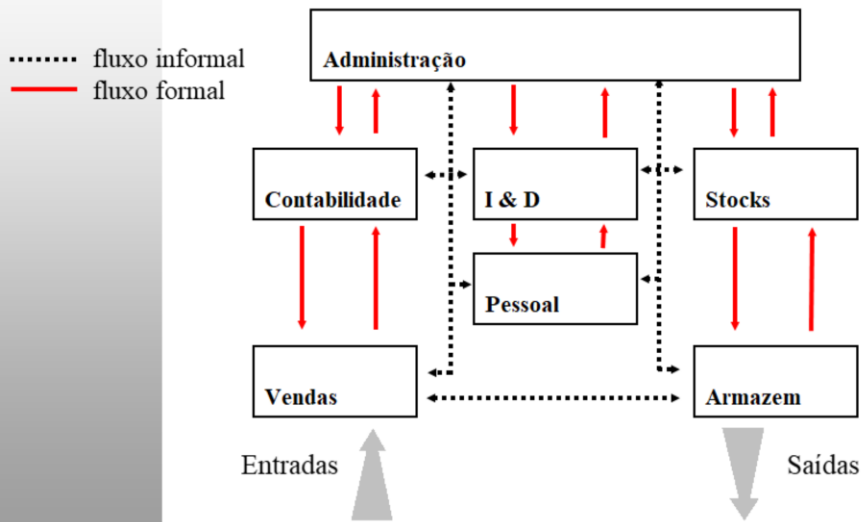 fluxo informal
fluxo formal
Administração
Contabilidade
I & D
Stocks
Pessoal
Vendas
Armazem
Entradas
Saídas